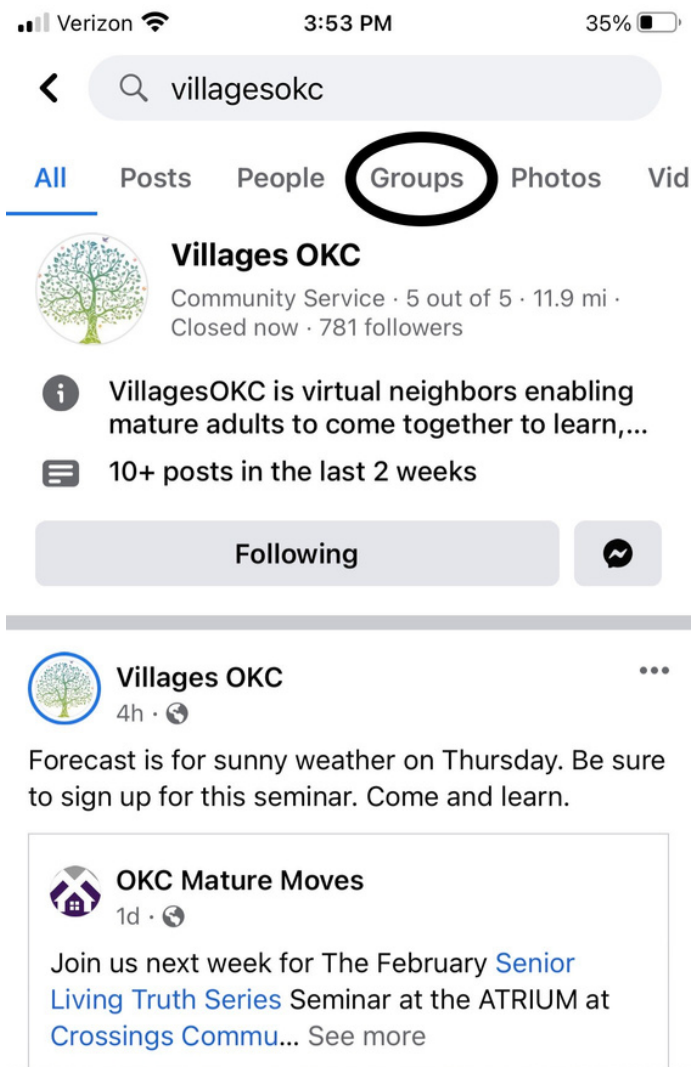 Verizon 3:53 PM 35%
villagesokc
All Posts People Groups Photos Vid
Villages OKC
Community Service · 5 out of 5 · 11.9 mi ·
Closed now · 781 followers
VillagesOKC is virtual neighbors enabling
mature adults to come together to learn,...
10+ posts in the last 2 weeks
Following
Villages OKC
4h ·
Forecast is for sunny weather on Thursday. Be sure
to sign up for this seminar. Come and learn.
OKC Mature Moves
1d ·
Join us next week for The February Senior
Living Truth Series Seminar at the ATRIUM at
Crossings Commu... See more